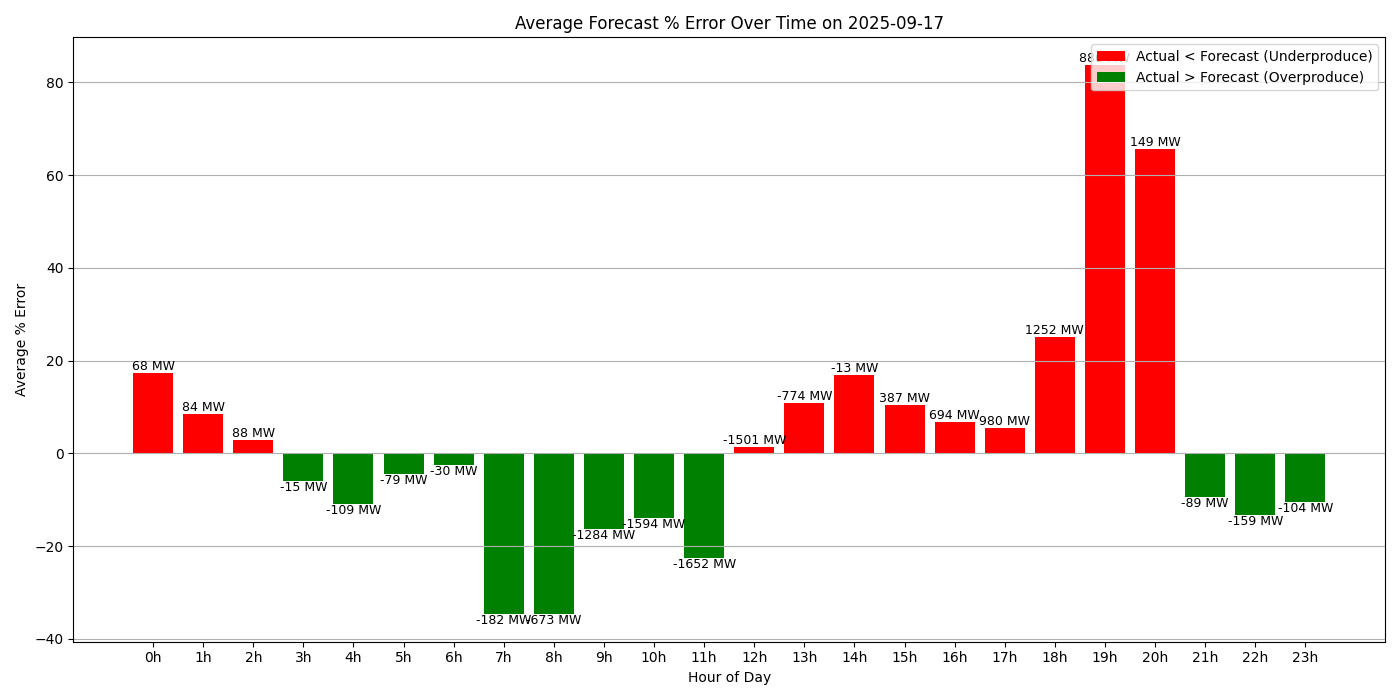 Average Forecast % Error Over Time on 2025-09-17
Actual < Forecast (Underproduce)
Actual > Forecast (Overproduce)
Average % Error
80
60
40
20
0
−20
−40
68 MW
84 MW
88 MW
-15 MW
-109 MW
-79 MW
-30 MW
-182 MW
-673 MW
-1284 MW
-1594 MW
-1652 MW
-1501 MW
-774 MW
-13 MW
387 MW
694 MW
980 MW
1252 MW
149 MW
-89 MW
-159 MW
-104 MW
0h 1h 2h 3h 4h 5h 6h 7h 8h 9h 10h 11h 12h 13h 14h 15h 16h 17h 18h 19h 20h 21h 22h 23h
Hour of Day